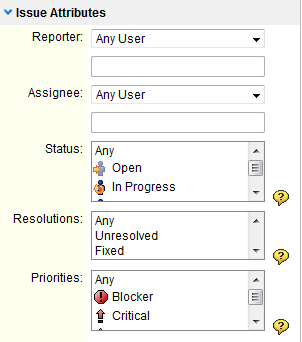 Issue Attributes
Reporter: Any User
Assignee: Any User
Status: Any
Open
In Progress
Resolutions: Any
Unresolved
Fixed
Priorities: Any
Blocker
Critical